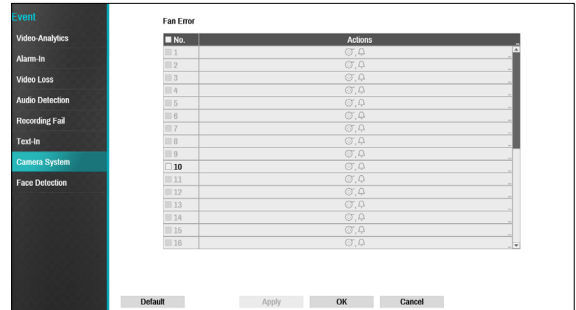 Event
Video-Analytics
Alarm-In
Video Loss
Audio Detection
Recording Fail
Text-In
Camera System
Face Detection
Fan Error
No. Actions
1
2
3
4
5
6
7
8
9
10
11
12
13
14
15
16
Default Apply OK Cancel